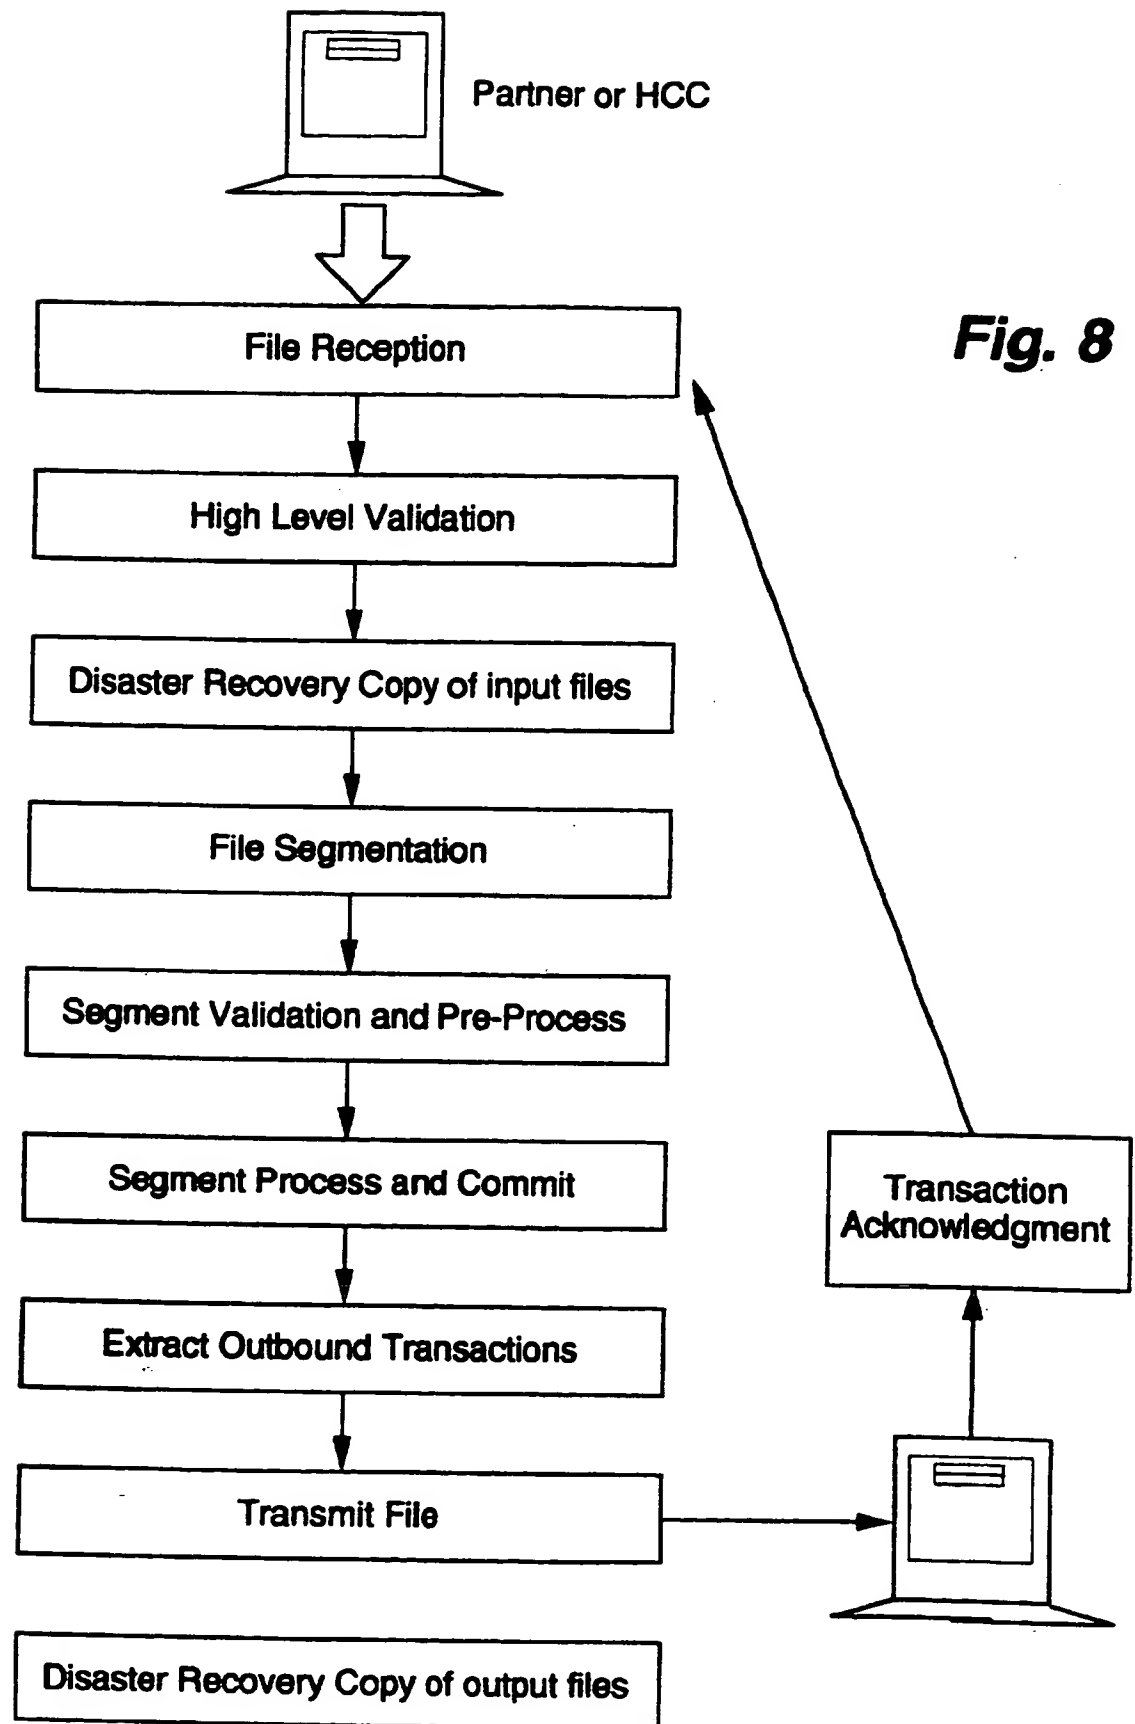 Partner or HCC
Fig. 8
File Reception
High Level Validation
Disaster Recovery Copy of input files
File Segmentation
Segment Validation and Pre-Process
Segment Process and Commit
Transaction
Acknowledgment
Extract Outbound Transactions
Transmit File
Disaster Recovery Copy of output files